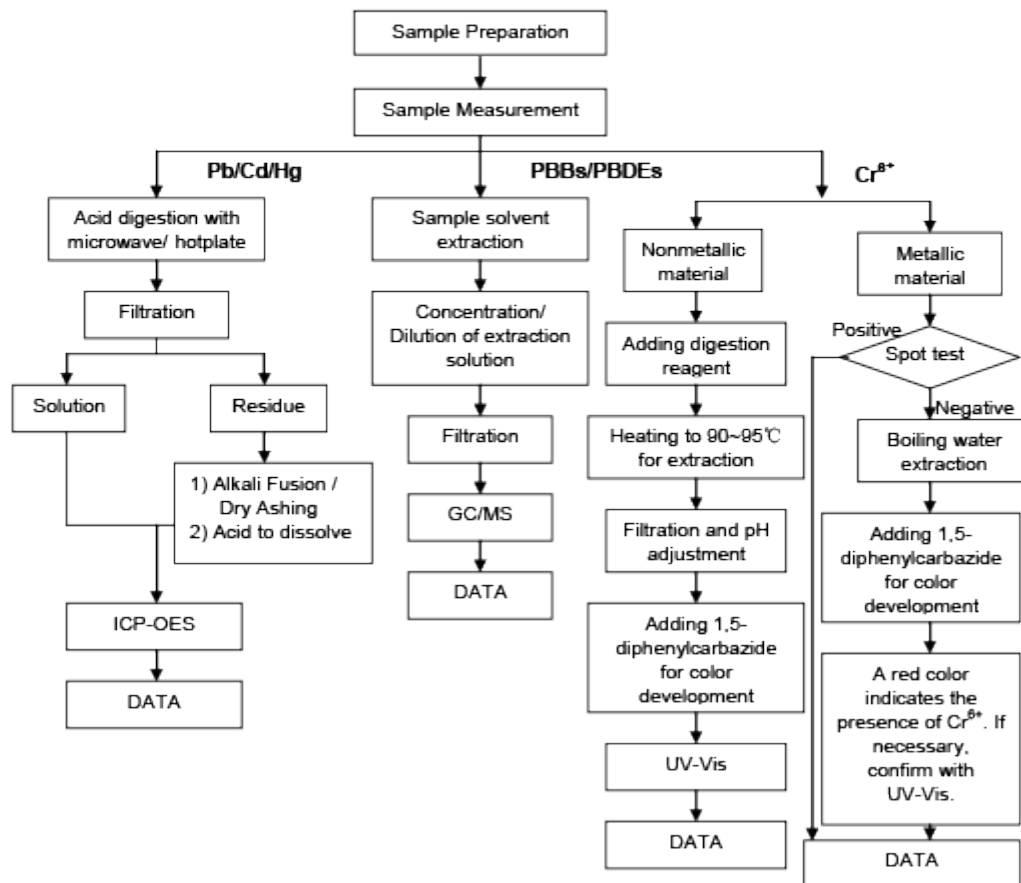 Sample Preparation
Sample Measurement
Pb/Cd/Hg
PBBs/PBDEs
Cr⁶⁺
Acid digestion with
microwave/ hotplate
Filtration
Solution
Residue
1) Alkali Fusion /
Dry Ashing
2) Acid to dissolve
ICP-OES
DATA
Sample solvent
extraction
Concentration/
Dilution of extraction
solution
Filtration
GC/MS
DATA
Nonmetallic
material
Adding digestion
reagent
Heating to 90~95℃
for extraction
Filtration and pH
adjustment
Adding 1,5-
diphenylcarbazide
for color
development
UV-Vis
DATA
Metallic
material
Positive
Spot test
Negative
Boiling water
extraction
Adding 1,5-
diphenylcarbazide
for color
development
A red color
indicates the
presence of Cr⁶⁺. If
necessary,
confirm with
UV-Vis.
DATA